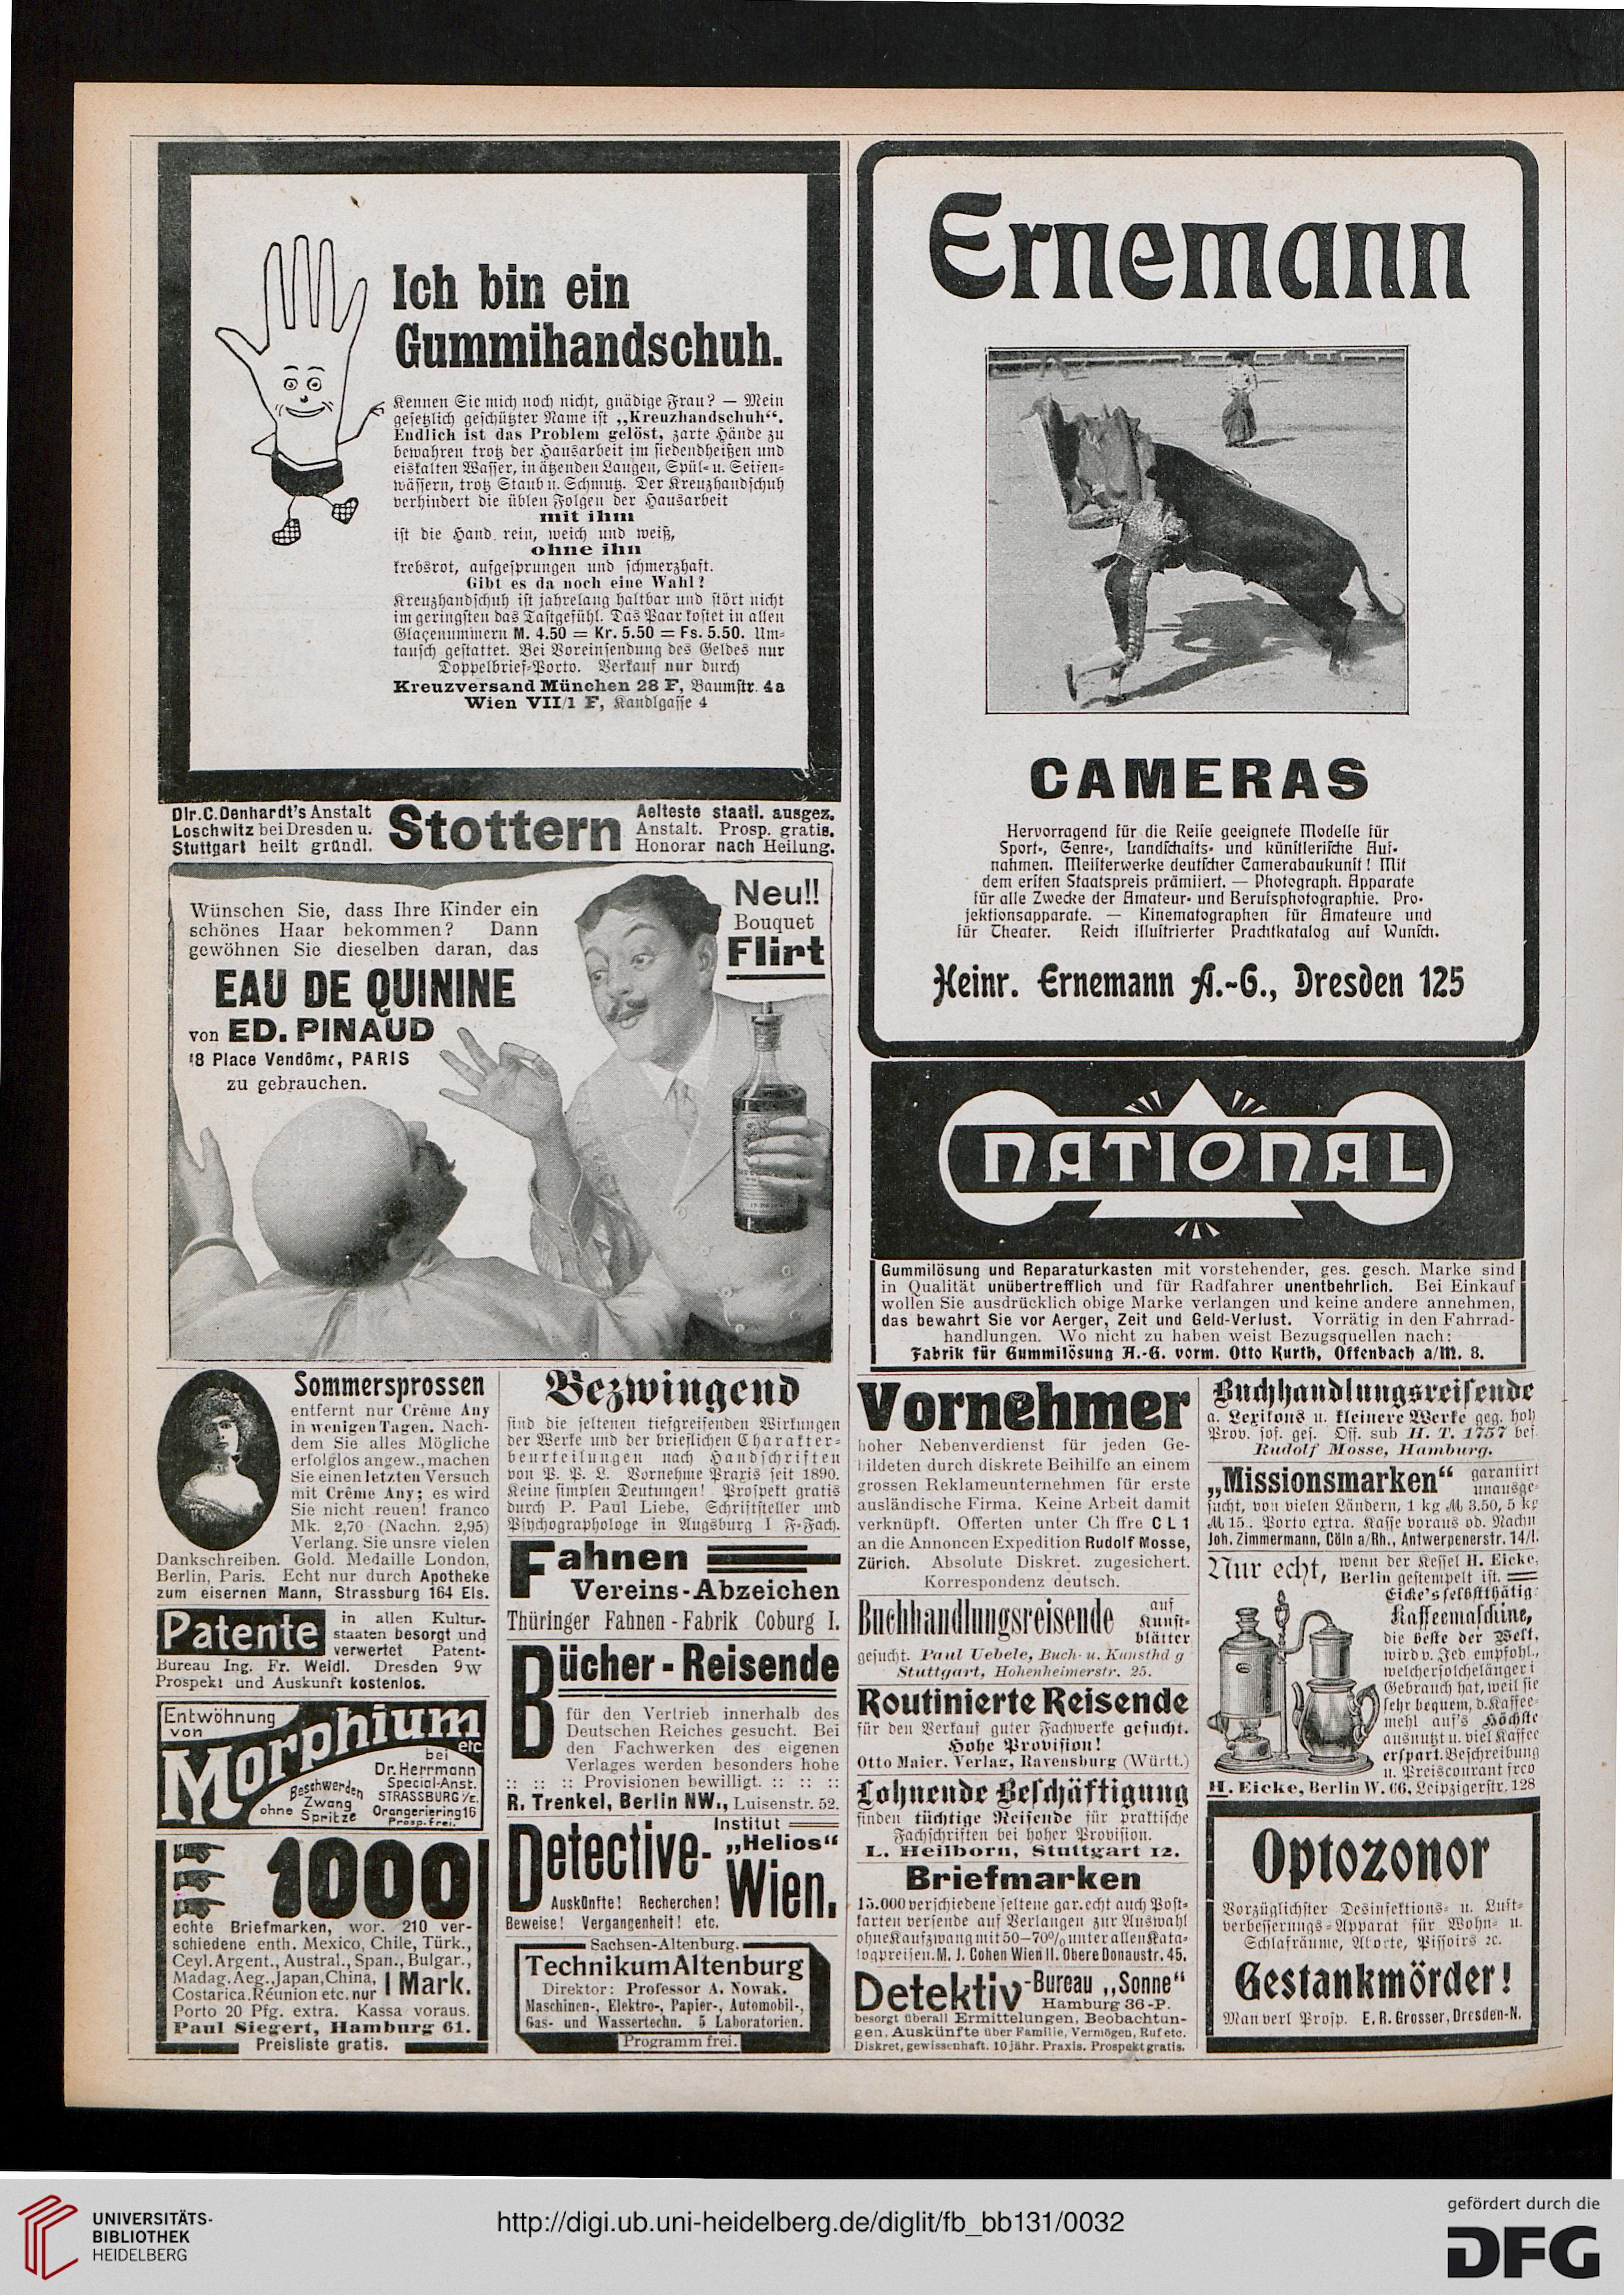 Ich bin ein
Gummihandschuh.
Kennen Sie mich noch nicht, gnädige Frau? — Mein
gesetzlich geschützter Name ist „Kreuzhandschuh“.
Endlich ist das Problem gelöst, zarte Hände zu
bewahren trotz der Hausarbeit im siedendheißen und
eiskalten Wasser, in ätzenden Laugen, Spül- u. Seifen-
wässern, trotz Staub u. Schmutz. Der Kreuzhandschuh
verhindert die üblen Folgen der Hausarbeit
mit ihm
ist die Hand rein, weich und weiß,
ohne ihn
krebsrot, aufgesprungen und schmerzhaft.
Gibt es da noch eine Wahl?
Kreuzhandschuh ist jahrelang haltbar und stört nicht
im geringsten das Tastgefühl. Das Paar kostet in allen
Glaçenummern M. 4.50 = Kr. 5.50 = Fs. 5.50. Um-
tausch gestattet. Bei Voreinsendung des Geldes nur
Doppelbrief-Porto. Verkauf nur durch
Kreuzversand München 28 F, Baumstr. 4a
Wien VII/1 F, Kandlgasse 4
Dir.C.Denhardt's Anstalt
Loschwitz bei Dresden u.
Stuttgart heilt gründl.
Stottern
Aelteste staatl. ausgez.
Anstalt. Prosp. gratis.
Honorar nach Heilung.
Wünschen Sie, dass Ihre Kinder ein
schönes Haar bekommen? Dann
gewöhnen Sie dieselben daran, das
EAU DE QUININE
von ED. PINAUD
18 Place Vendôme, PARIS
zu gebrauchen.
Neu!!
Bouquet
Flirt
Ernemann
CAMERAS
Hervorragend für die Reise geeignete Modelle für
Sport-, Genre-, Landschafts- und künstlerische Auf-
nahmen. Meisterwerke deutscher Camerabaukunst! Mit
dem ersten Staatspreis prämiiert. — Photograph. Apparate
für alle Zwecke der Amateur- und Berufsphotographie. Pro-
jektionsapparate. — Kinematographen für Amateure und
für Theater. Reich illustrierter Prachtkatalog auf Wunsch.
Heinr. Ernemann A.-G., Dresden 125
NATIONAL
Gummilösung und Reparaturkasten mit vorstehender, ges. gesch. Marke sind
in Qualität unübertrefflich und für Radfahrer unentbehrlich. Bei Einkauf
wollen Sie ausdrücklich obige Marke verlangen und keine andere annehmen,
das bewahrt Sie vor Aerger, Zeit und Geld-Verlust. Vorrätig in den Fahrrad-
handlungen. Wo nicht zu haben weist Bezugsquellen nach:
Fabrik für Gummilösung A.-G. vorm. Otto Kurth, Offenbach a/M. 8.
Sommersprossen
entfernt nur Crême Any
in wenigen Tagen. Nach-
dem Sie alles Mögliche
erfolglos angew., machen
Sie einen letzten Versuch
mit Crême Any; es wird
Sie nicht reuen! franco
Mk. 2,70 (Nachn. 2,95)
Verlang. Sie unsre vielen
Dankschreiben. Gold. Medaille London,
Berlin, Paris. Echt nur durch Apotheke
zum eisernen Mann, Strassburg 164 Els.
Patente
in allen Kultur-
staaten besorgt und
verwertet Patent-
Bureau Ing. Fr. Weidl. Dresden 9w
Prospekt und Auskunft kostenlos.
Entwöhnung
von
Morphium
etc
bei
Dr. Herrmann
Special-Anst.
STRASSBURG i/E.
Orangeriering 16
Prosp. frei.
ohne Beschwerden
Zwang
Spritze
1000
echte Briefmarken, wor. 210 ver-
schiedene enth. Mexico, Chile, Türk.,
Ceyl. Argent., Austral., Span., Bulgar.,
Madag. Aeg., Japan, China,
Costarica. Réunion etc. nur 1 Mark.
Porto 20 Pfg. extra. Kassa voraus.
Paul Siegert, Hamburg 61.
Preisliste gratis.
Bezwingend
sind die seltenen tiefgreifenden Wirkungen
der Werke und der brieflichen Charakter-
beurteilungen nach Handschriften
von P. P. L. Vornehme Praxis seit 1890.
Keine simplen Deutungen! Prospekt gratis
durch P. Paul Liebe, Schriftsteller und
Psychographologe in Augsburg I F-Fach.
Fahnen
Vereins-Abzeichen
Thüringer Fahnen-Fabrik Coburg I.
Bücher-Reisende
für den Vertrieb innerhalb des
Deutschen Reiches gesucht. Bei
den Fachwerken des eigenen
Verlages werden besonders hohe
:: :: :: Provisionen bewilligt. :: :: ::
R. Trenkel, Berlin NW., Luisenstr. 52.
Detective-
Institut
„Helios“
Wien.
Auskünfte! Recherchen!
Beweise! Vergangenheit! etc.
Sachsen-Altenburg.
Technikum Altenburg
Direktor: Professor A. Nowak.
Maschinen-, Elektro-, Papier-, Automobil-,
Gas- und Wassertechn. 5 Laboratorien.
Programm frei.
Vornehmer
hoher Nebenverdienst für jeden Ge-
bildeten durch diskrete Beihilfe an einem
grossen Reklameunternehmen für erste
ausländische Firma. Keine Arbeit damit
verknüpft. Offerten unter Chiffre C L 1
an die Annoncen Expedition Rudolf Mosse,
Zürich. Absolute Diskret. zugesichert.
Korrespondenz deutsch.
Buchhandlungsreisende
auf
Kunst-
blätter
gesucht. Paul Uebele, Buch- u. Kunsthdg
Stuttgart, Hohenheimerstr. 25.
Routinierte Reisende
für den Verkauf guter Fachwerke gesucht.
Hohe Provision!
Otto Maier, Verlag, Ravensburg (Württ.)
Lohnende Beschäftigung
finden tüchtige Reisende für praktische
Fachschriften bei hoher Provision.
L. Heilborn, Stuttgart 12.
Briefmarken
15.000 verschiedene seltene gar. echt auch Post-
karten versende auf Verlangen zur Auswahl
ohne Kaufzwang mit 50—70% unter allen Kata-
logpreisen. M. J. Cohen Wien II. Obere Donaustr. 45.
Detektiv-Bureau „Sonne“
Hamburg 36-P.
besorgt überall Ermittelungen, Beobachtun-
gen, Auskünfte über Familie, Vermögen, Ruf etc.
Diskret, gewissenhaft. 10 jähr. Praxis. Prospekt gratis.
Buchhandlungsreisende
a. Lexikons u. kleinere Werke geg. hoh
Prov. sof. ges. Off. sub H. T. 1757 bef.
Rudolf Mosse, Hamburg.
„Missionsmarken“
garantirt
unausge-
sucht, von vielen Ländern, 1 kg M 3.50, 5 kg
M 15.. Porto extra. Kasse voraus od. Nachn
Joh. Zimmermann, Cöln a/Rh., Antwerpenerstr. 14/I.
Nur echt,
wenn der Kessel H. Eicke,
Berlin gestempelt ist.
Eicke's selbstthätig.
Kaffeemaschine,
die beste der Welt,
wird v. Jed. empfohl.,
welcher solche länger i
Gebrauch hat, weil sie
sehr bequem, d. Kaffee-
mehl auf's Höchste
ausnutzt u. viel Kaffee
erspart. Beschreibung
u. Preiscourant frco
H. Eicke, Berlin W. 66, Leipzigerstr. 128
Optozonor
Vorzüglichster Desinfektions- u. Luft-
verbesserungs-Apparat für Wohn- u.
Schlafräume, Aborte, Pissoirs ꝛc.
Gestankmörder!
Man verl Prosp. E. R. Grosser, Dresden-N.
UNIVERSITÄTS-
BIBLIOTHEK
HEIDELBERG
http://digi.ub.uni-heidelberg.de/diglit/fb_bb131/0032
gefördert durch die
DFG